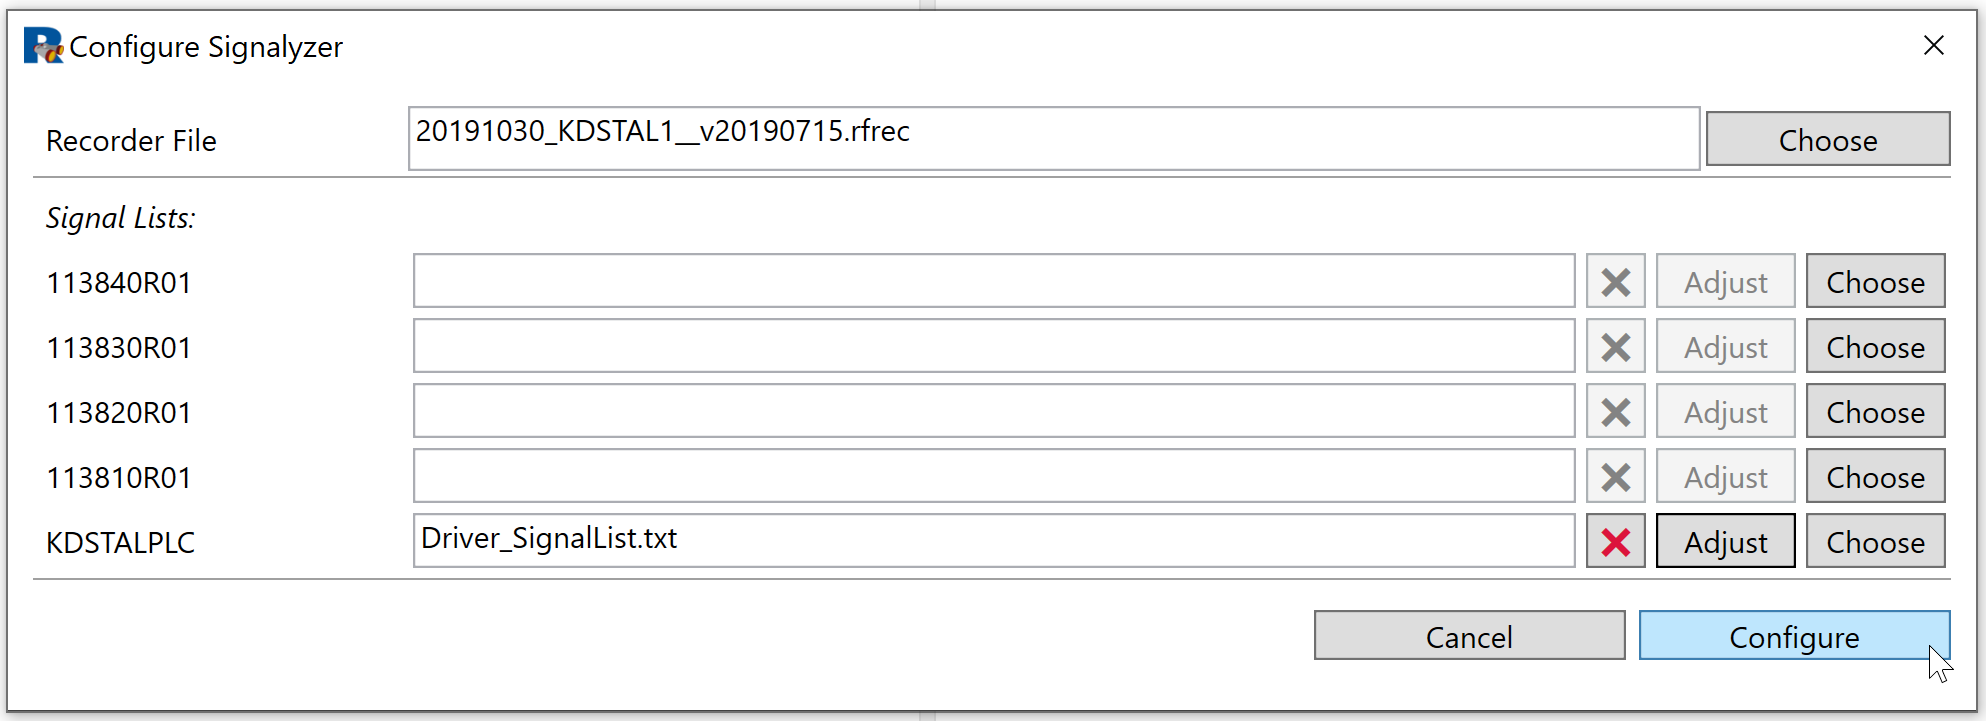 Configure Signalyzer
Recorder File 20191030_KDSTAL1__v20190715.rfrec Choose
Signal Lists:
113840R01 Adjust Choose
113830R01 Adjust Choose
113820R01 Adjust Choose
113810R01 Adjust Choose
KDSTALPLC Driver_SignalList.txt Adjust Choose
Cancel Configure